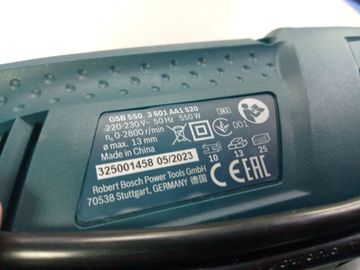 GSB 550 3 601 AA1 520
220-230 V~ 50 Hz 550 W
n₀ 0-2800 r/min
ø max. 13 mm
Made in China
001
325001458 05/2023
10 13 25
Robert Bosch Power Tools GmbH
70538 Stuttgart, GERMANY 德国
CE EAC